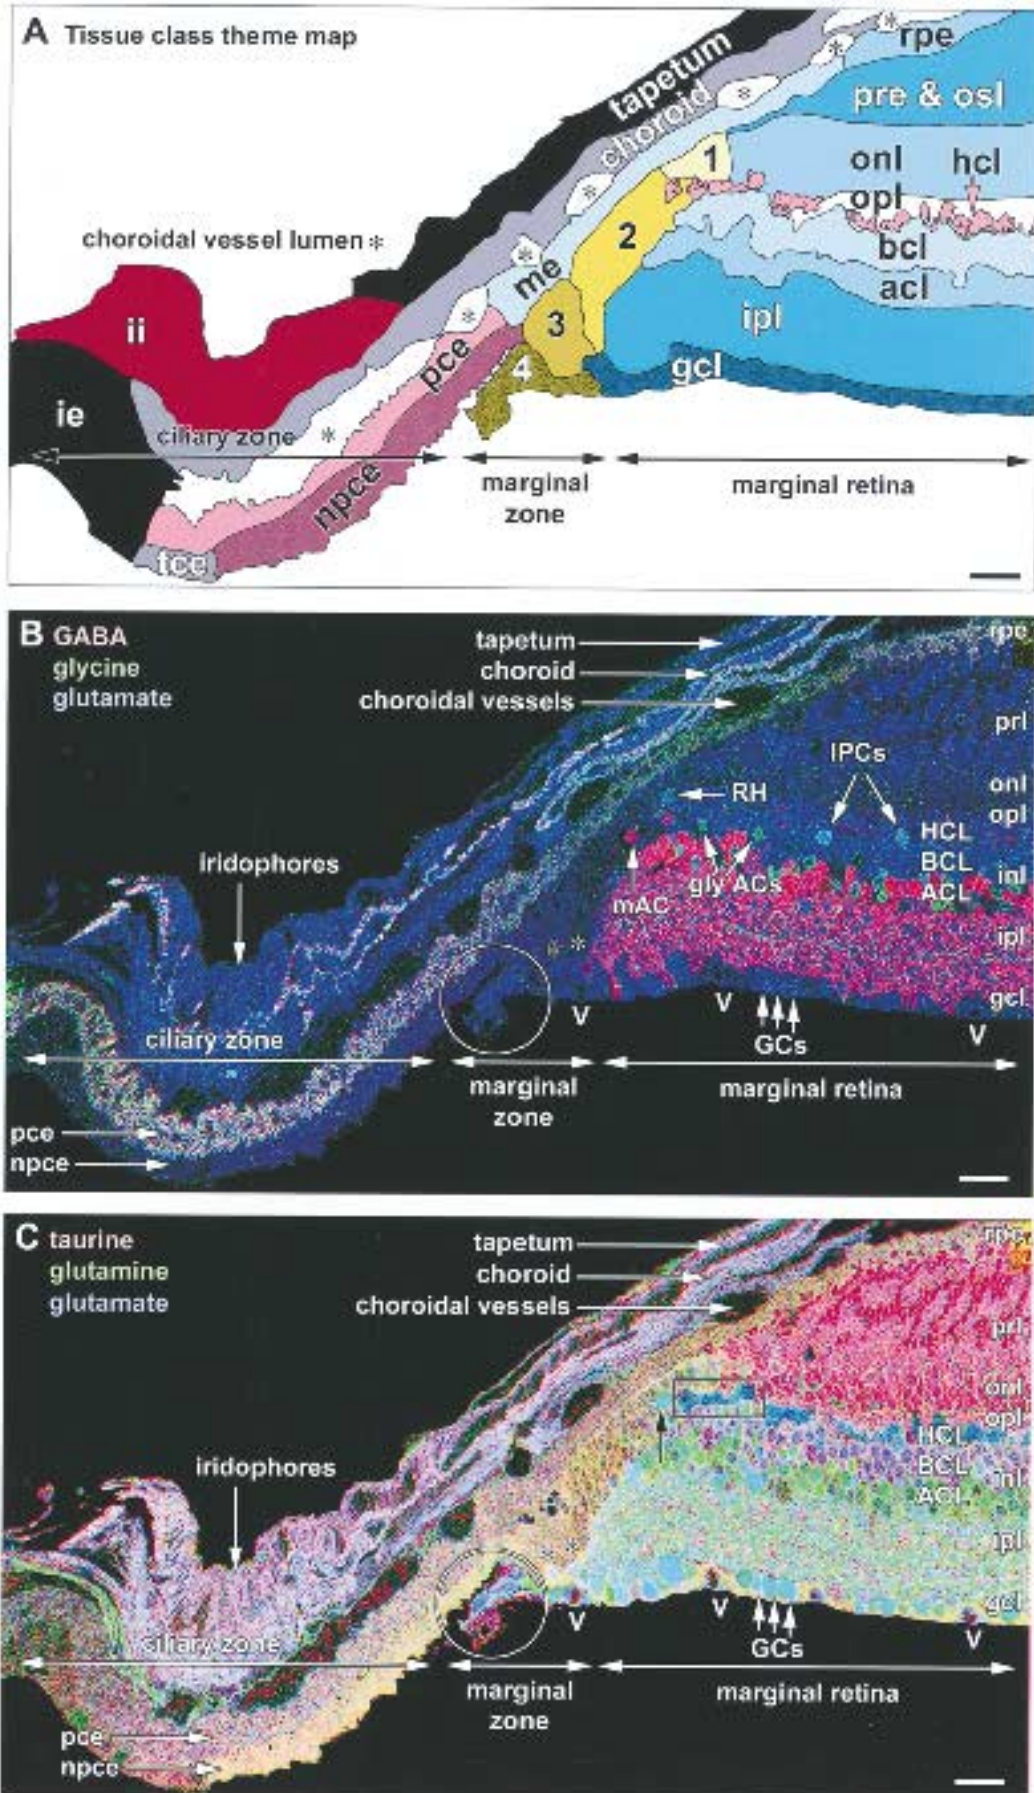 A Tissue class theme map
tapetum
rpe
choroid
pre & osl
1
onl
hcl
opl
2
bcl
choroidal vessel lumen *
me
acl
ii
3
ipl
pce
4
gcl
ie
ciliary zone
marginal
zone
marginal retina
npce
tcc
B GABA
glycine
glutamate
tapetum
choroid
choroidal vessels
rpe
prl
IPCs
RH
onl
opl
HCL
iridophores
BCL
inl
gly ACs
ACL
mAC
ipl
* *
gcl
V
V
V
GCs
ciliary zone
marginal
zone
marginal retina
pce
npce
C taurine
glutamine
glutamate
tapetum
choroid
choroidal vessels
rpe
prl
onl
opl
HCL
BCL
inl
ACL
iridophores
ipl
* *
gcl
V
V
V
GCs
ciliary zone
marginal
zone
marginal retina
pce
npce